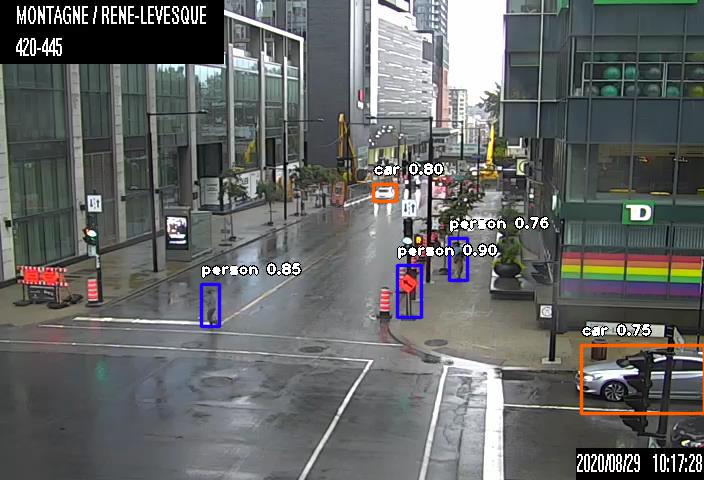 MONTAGNE / RENE-LEVESQUE
420-445
car 0.80
person 0.76
person 0.90
person 0.85
TD
car 0.75
2020/08/29 10:17:28